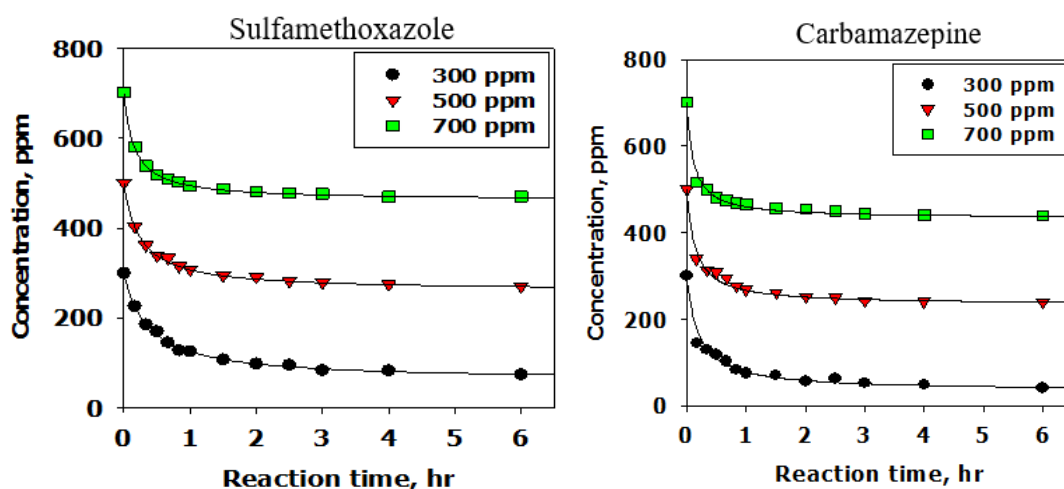 Sulfamethoxazole
Concentration, ppm
800
600
400
200
0
300 ppm
500 ppm
700 ppm
0 1 2 3 4 5 6
Reaction time, hr
Carbamazepine
Concentration, ppm
800
600
400
200
0
300 ppm
500 ppm
700 ppm
0 1 2 3 4 5 6
Reaction time, hr